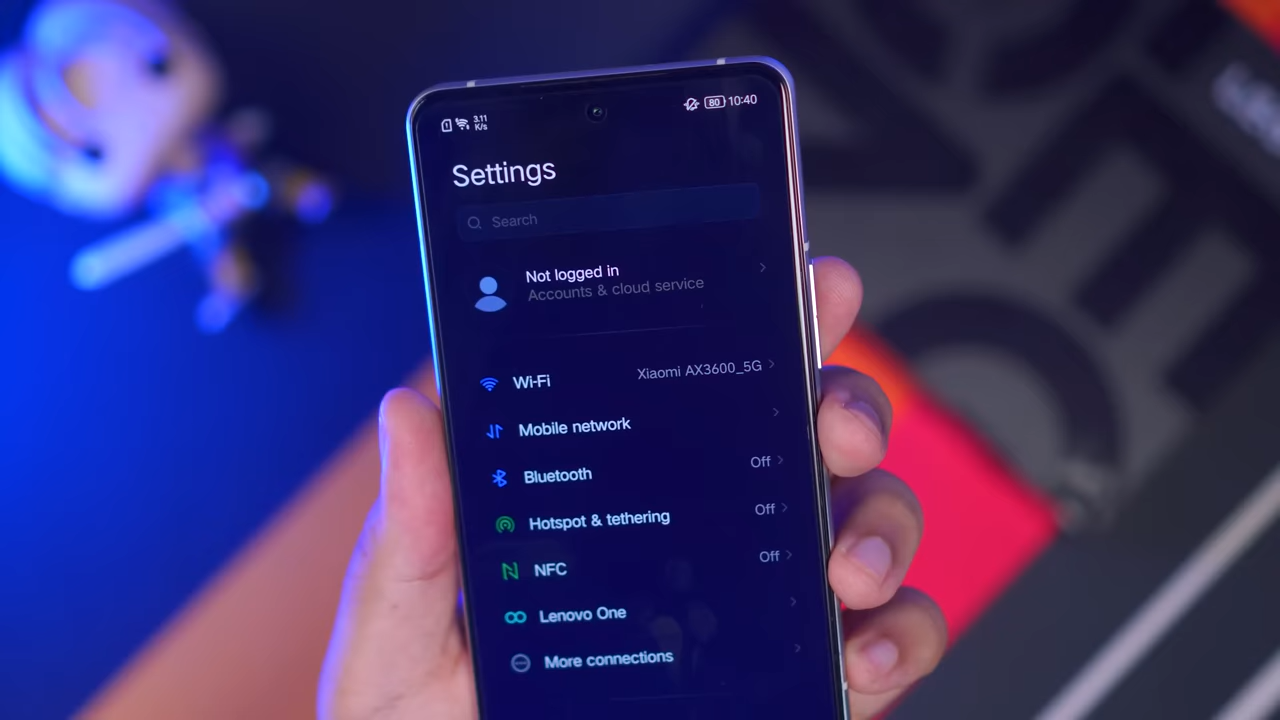 3.11
K/s
80 10:40
Settings
Search
Not logged in
Accounts & cloud service
Wi-Fi Xiaomi AX3600_5G
Mobile network
Bluetooth Off
Hotspot & tethering Off
NFC Off
Lenovo One
More connections